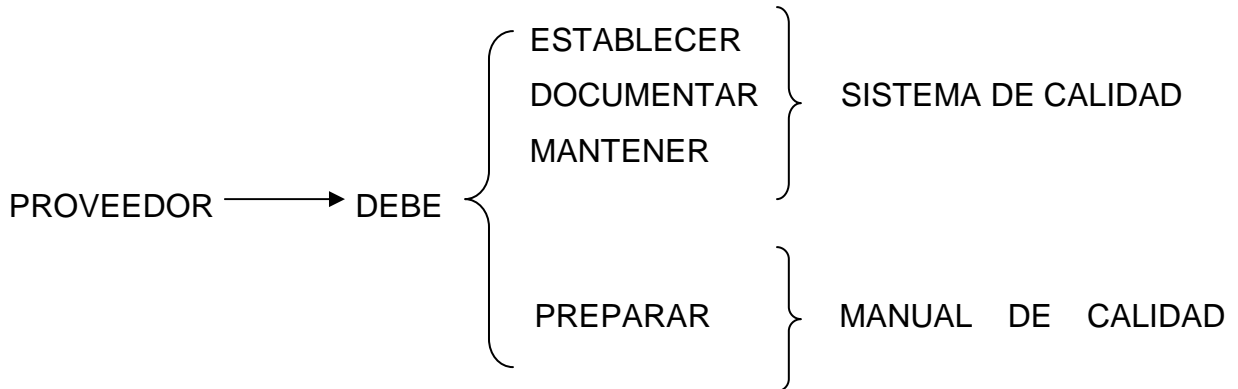 ESTABLECER
DOCUMENTAR
MANTENER
SISTEMA DE CALIDAD
PROVEEDOR
DEBE
PREPARAR
MANUAL DE CALIDAD